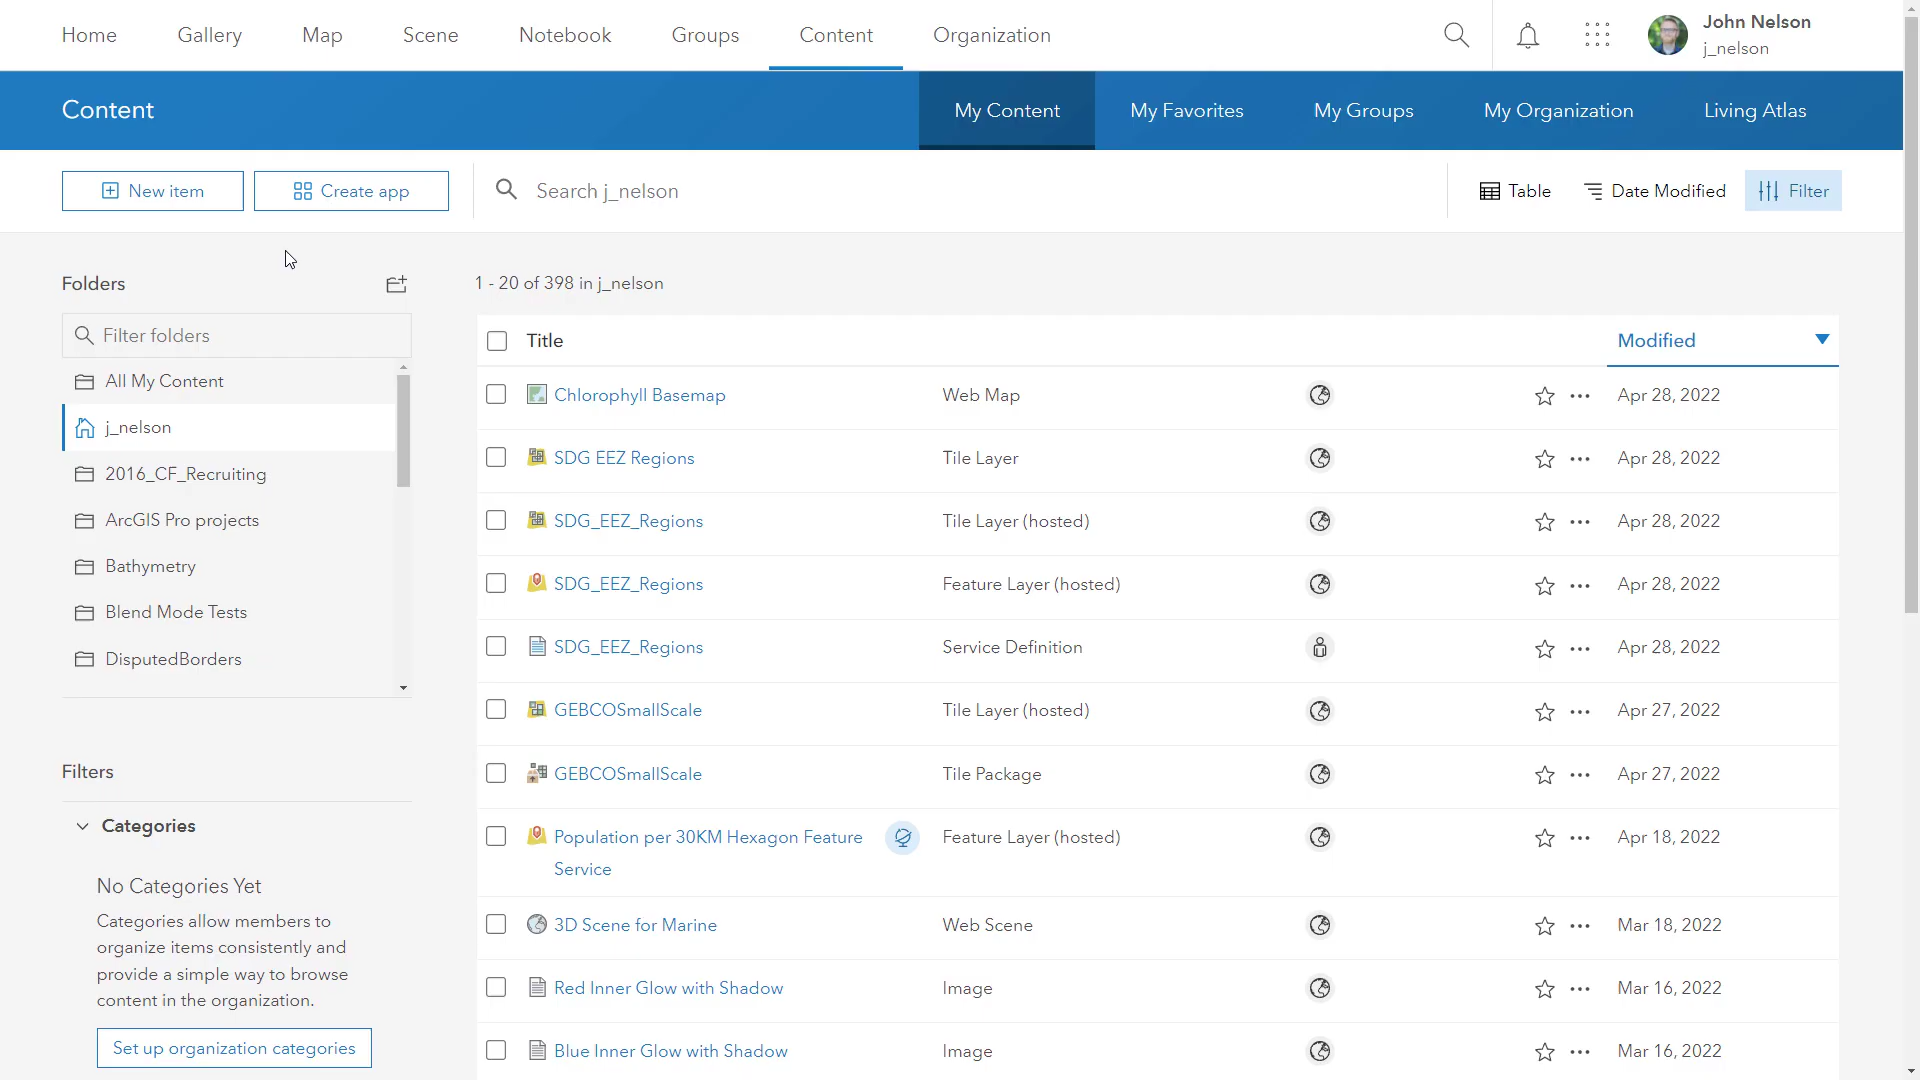 Home Gallery Map Scene Notebook Groups Content Organization
John Nelson
j_nelson
Content My Content My Favorites My Groups My Organization Living Atlas
New item Create app Search j_nelson Table Date Modified Filter
Folders
1 - 20 of 398 in j_nelson
Filter folders
All My Content
j_nelson
2016_CF_Recruiting
ArcGIS Pro projects
Bathymetry
Blend Mode Tests
DisputedBorders
Filters
Categories
No Categories Yet
Categories allow members to
organize items consistently and
provide a simple way to browse
content in the organization.
Set up organization categories
Title Modified
Chlorophyll Basemap Web Map Apr 28, 2022
SDG EEZ Regions Tile Layer Apr 28, 2022
SDG_EEZ_Regions Tile Layer (hosted) Apr 28, 2022
SDG_EEZ_Regions Feature Layer (hosted) Apr 28, 2022
SDG_EEZ_Regions Service Definition Apr 28, 2022
GEBCOSmallScale Tile Layer (hosted) Apr 27, 2022
GEBCOSmallScale Tile Package Apr 27, 2022
Population per 30KM Hexagon Feature Feature Layer (hosted) Apr 18, 2022
Service
3D Scene for Marine Web Scene Mar 18, 2022
Red Inner Glow with Shadow Image Mar 16, 2022
Blue Inner Glow with Shadow Image Mar 16, 2022